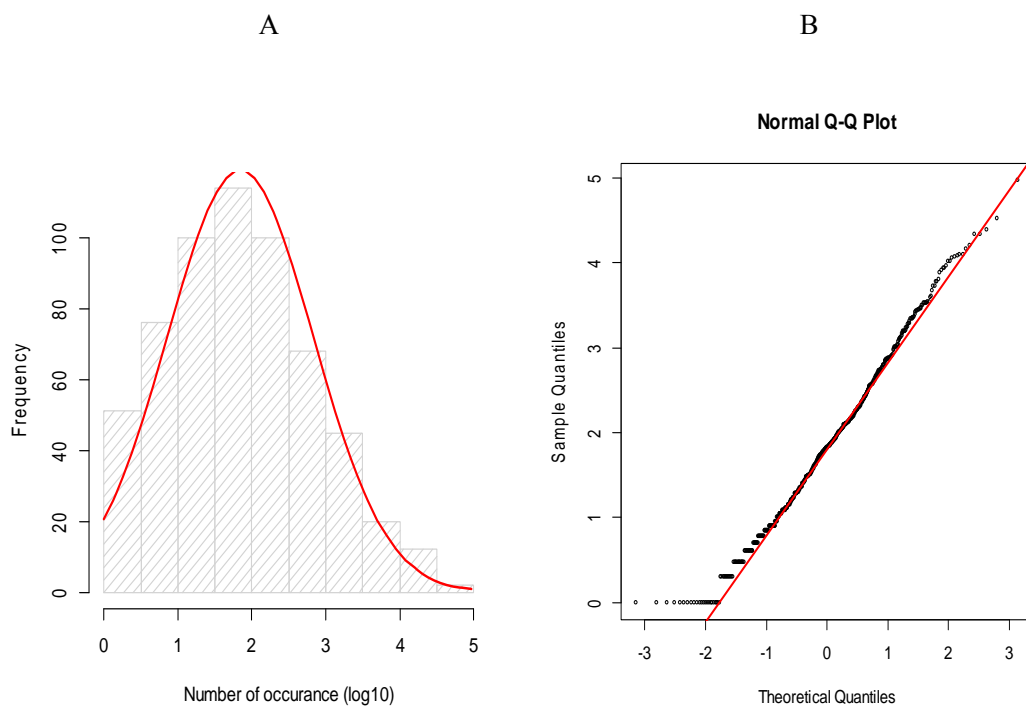 A
Frequency
0 20 40 60 80 100
0 1 2 3 4 5
Number of occurance (log10)
B
Normal Q-Q Plot
Sample Quantiles
0 1 2 3 4 5
-3 -2 -1 0 1 2 3
Theoretical Quantiles